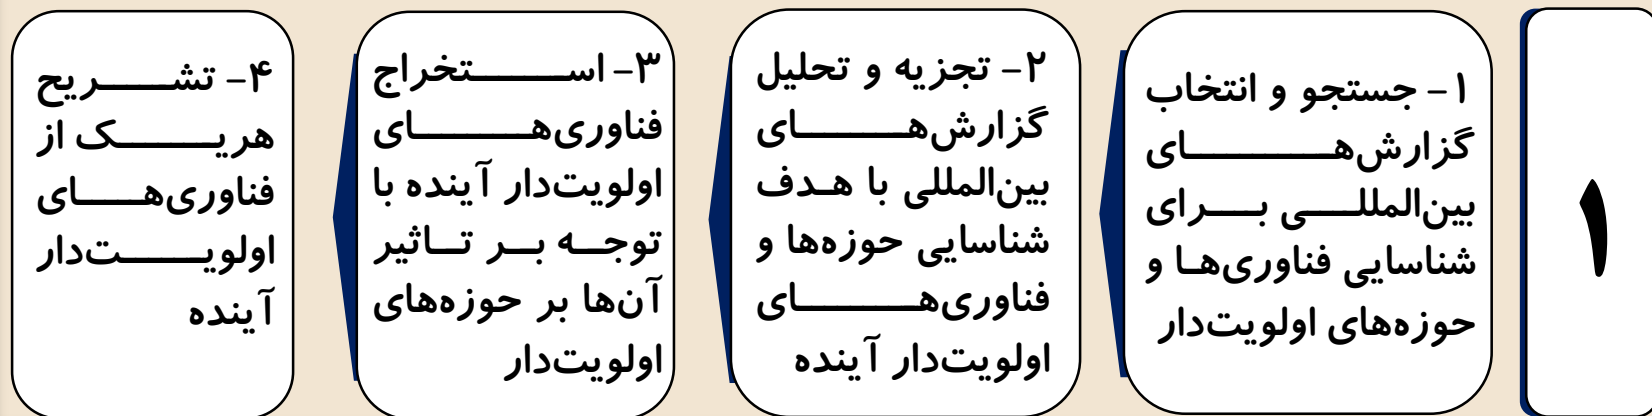 ۱
۱- جستجو و انتخاب
گزارش‌های
بین‌المللی برای
شناسایی فناوری‌ها و
حوزه‌های اولویت‌دار
۲- تجزیه و تحلیل
گزارش‌های
بین‌المللی با هدف
شناسایی حوزه‌ها و
فناوری‌های
اولویت‌دار آینده
۳- استخراج
فناوری‌های
اولویت‌دار آینده با
توجه بر تاثیر
آن‌ها بر حوزه‌های
اولویت‌دار
۴- تشریح
هریک از
فناوری‌های
اولویت‌دار
آینده